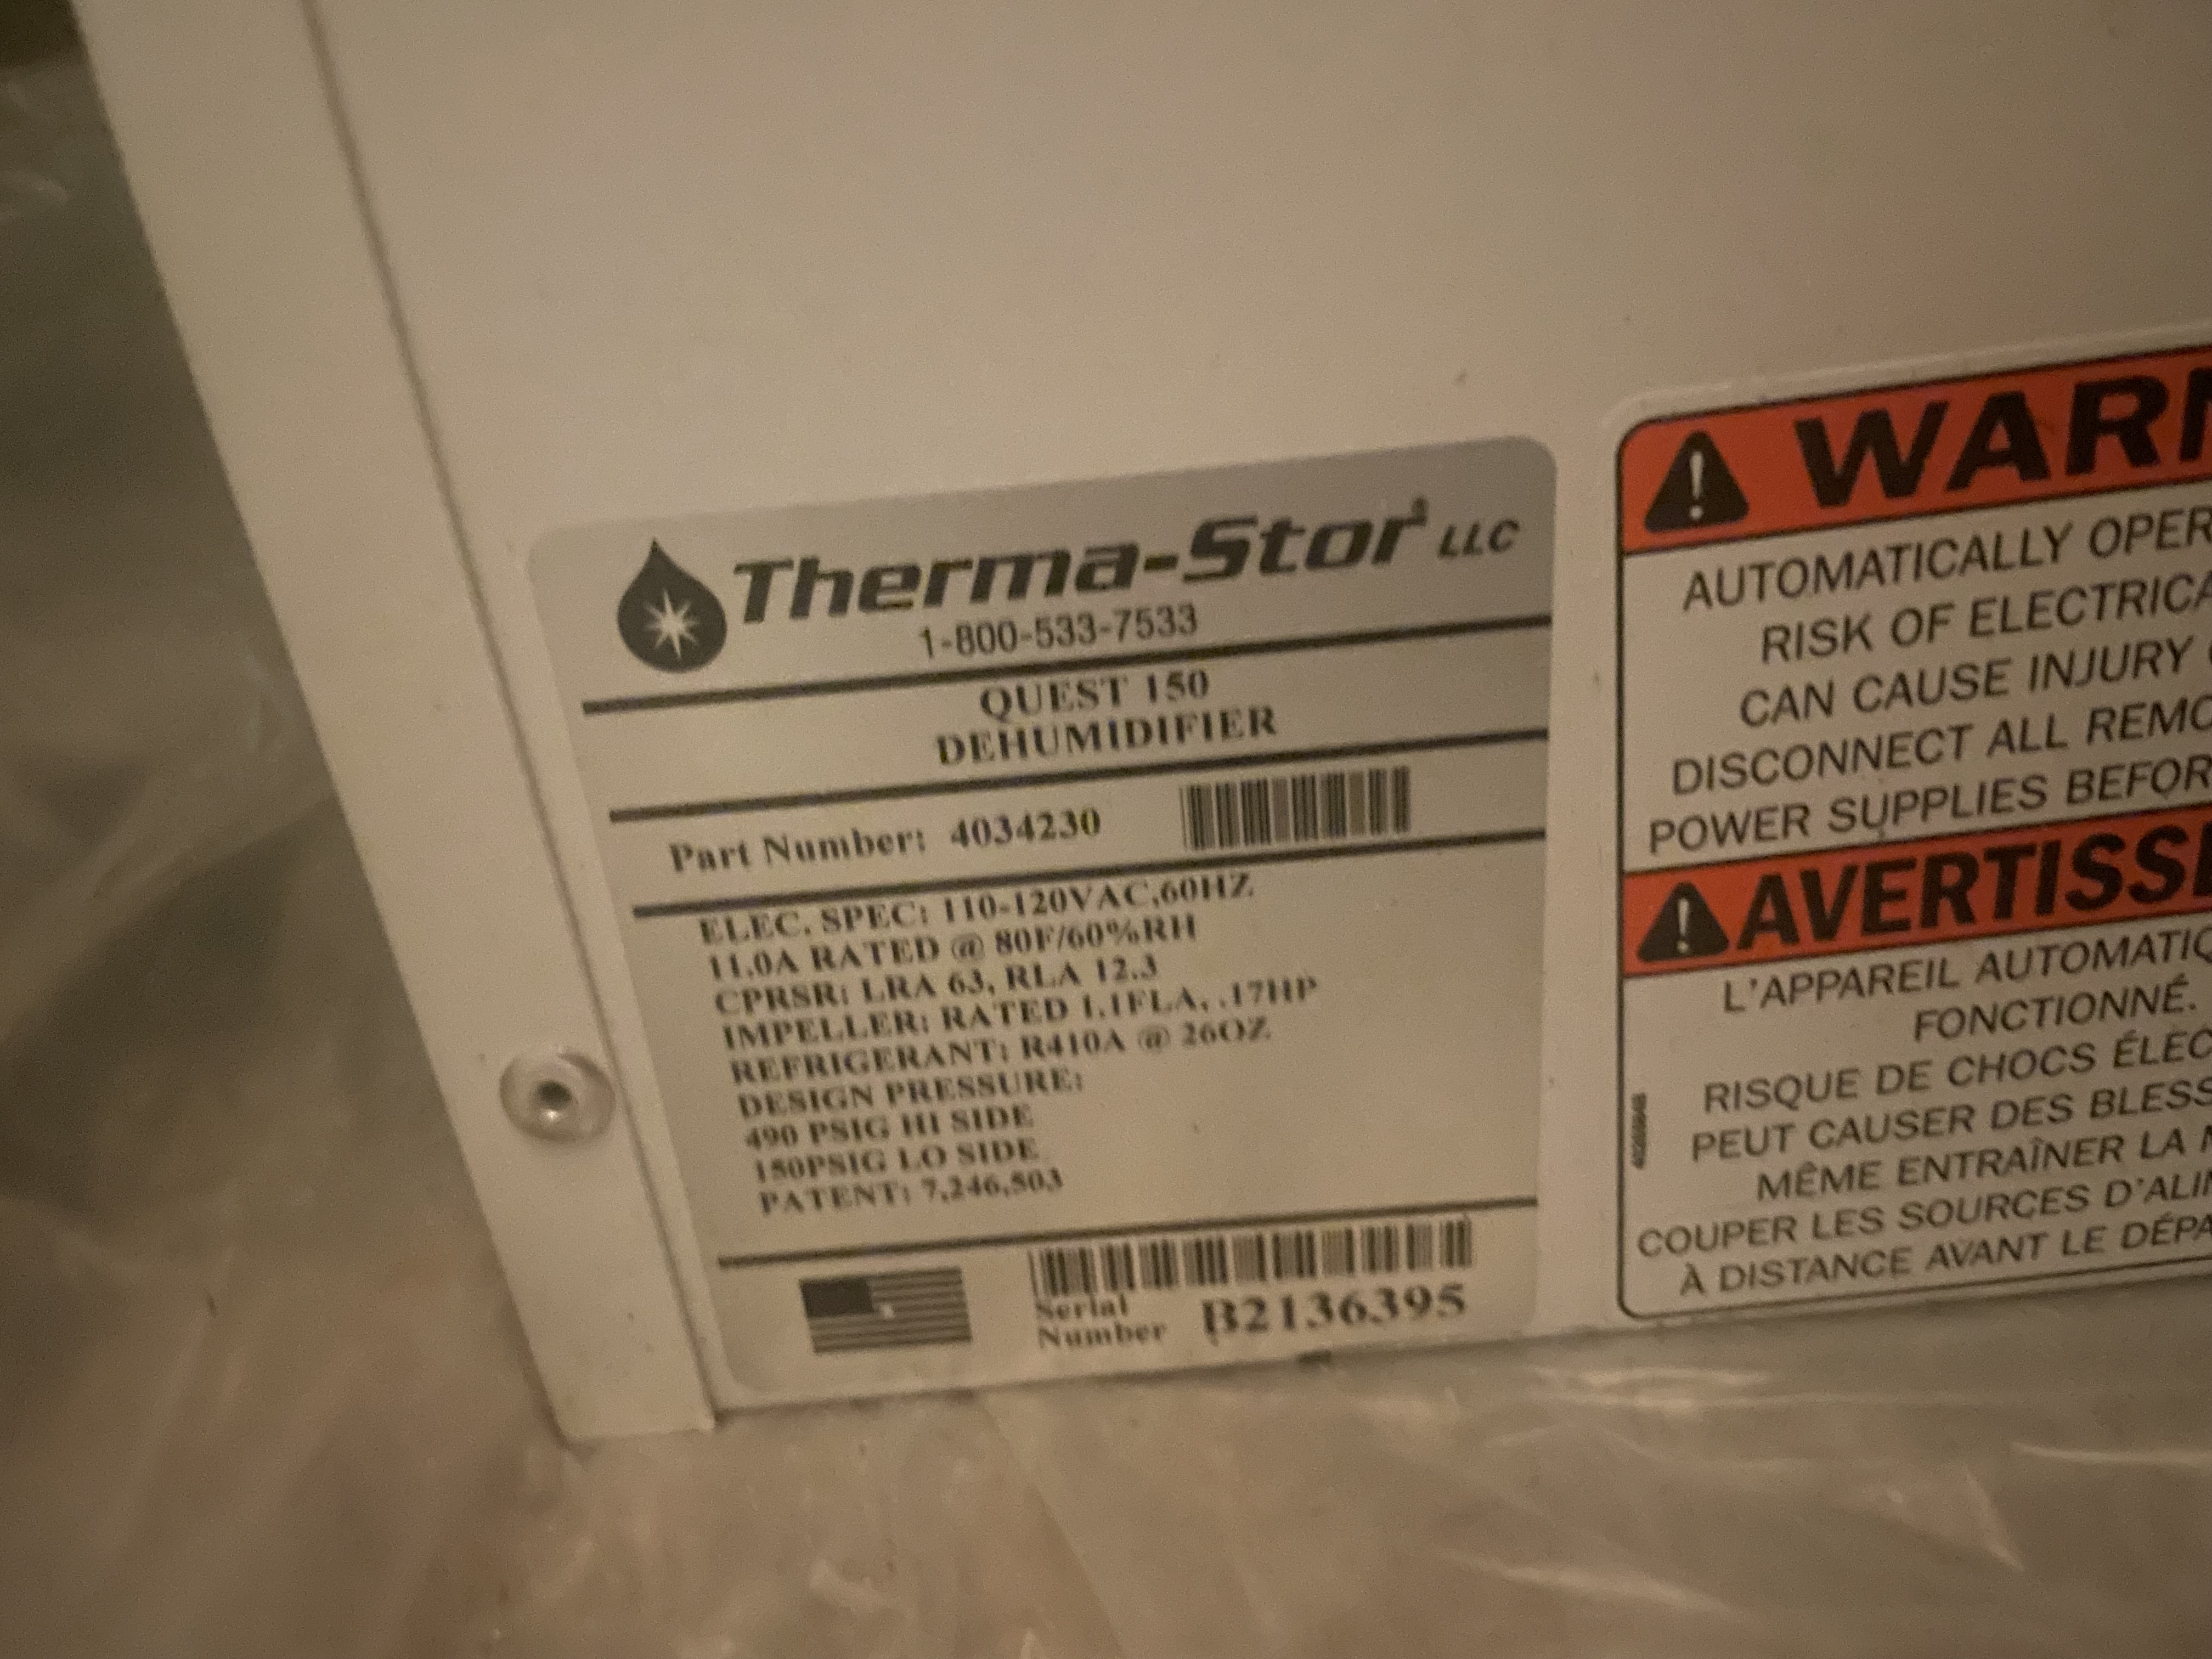 Therma-Stor LLC
1-800-533-7533
QUEST 150
DEHUMIDIFIER
Part Number: 4034230
ELEC. SPEC: 110-120VAC,60HZ
11.0A RATED @ 80F/60%RH
CPRSR: LRA 63, RLA 12.3
IMPELLER: RATED 1.1FLA, .17HP
REFRIGERANT: R410A @ 26OZ
DESIGN PRESSURE:
490 PSIG HI SIDE
150PSIG LO SIDE
PATENT: 7,246,503
Serial
Number B2136395
WARN
AUTOMATICALLY OPER
RISK OF ELECTRICA
CAN CAUSE INJURY
DISCONNECT ALL REMO
POWER SUPPLIES BEFOR
AVERTISSE
L'APPAREIL AUTOMATIQ
FONCTIONNÉ.
RISQUE DE CHOCS ÉLEC
PEUT CAUSER DES BLESS
MÊME ENTRAÎNER LA M
COUPER LES SOURCES D'ALIM
À DISTANCE AVANT LE DÉPA